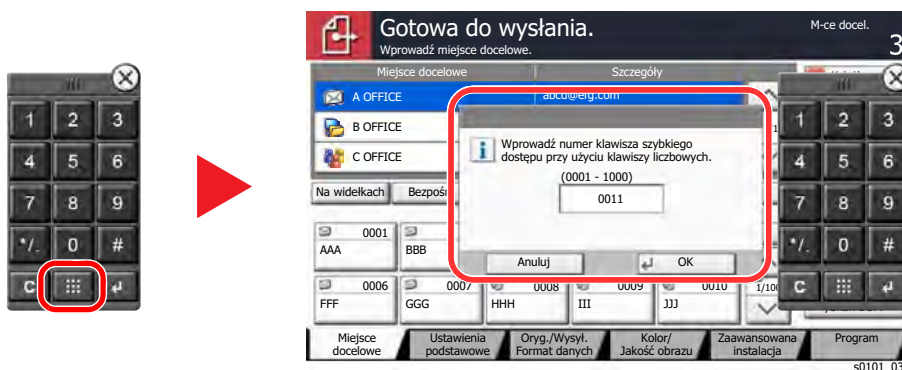 1 2 3
4 5 6
7 8 9
*/. 0 #
C
Gotowa do wysłania.
Wprowadź miejsce docelowe.
M-ce docel.
3
Miejsce docelowe Szczegóły
A OFFICE abcd@efg.com
B OFFICE
C OFFICE
Wprowadź numer klawisza szybkiego
dostępu przy użyciu klawiszy liczbowych.
(0001 - 1000)
0011
Anuluj OK
Na widełkach
0001
AAA BBB
0006 0007 0008 0009 0010
FFF GGG HHH III JJJ
1 2 3
4 5 6
7 8 9
*/. 0 #
C
Miejsce
docelowe
Ustawienia
podstawowe
Oryg./Wysył.
Format danych
Kolor/
Jakość obrazu
Zaawansowana
instalacja
Program
s0101_03